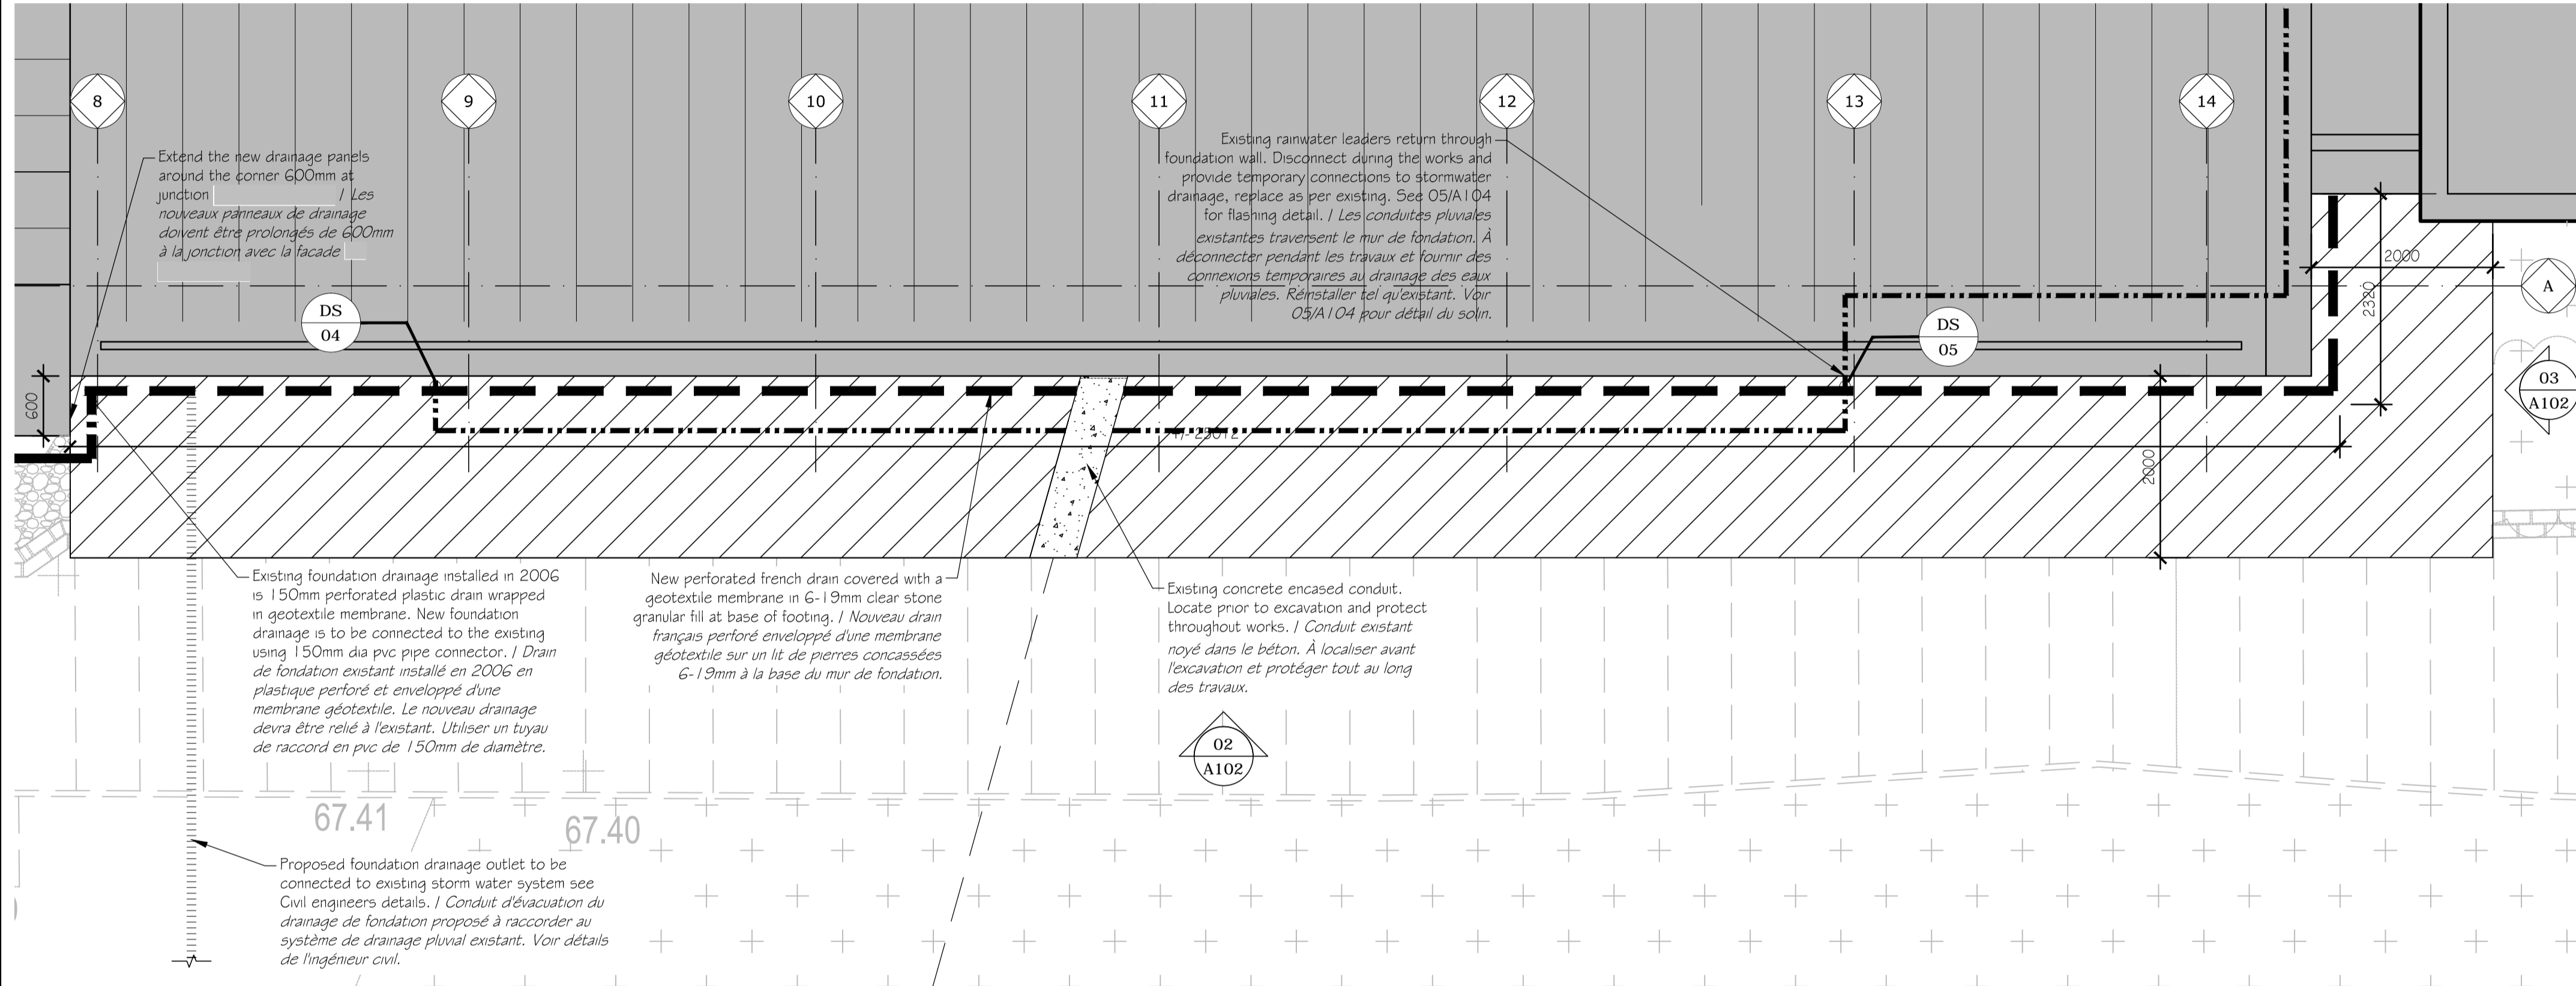 8
9
10
11
12
13
14
Extend the new drainage panels
around the corner 600mm at
junction / Les
nouveaux panneaux de drainage
doivent être prolongés de 600mm
à la jonction avec la facade
Existing rainwater leaders return through
foundation wall. Disconnect during the works and
provide temporary connections to stormwater
drainage, replace as per existing. See 05/A104
for flashing detail. / Les conduites pluviales
existantes traversent le mur de fondation. À
déconnecter pendant les travaux et fournir des
connexions temporaires au drainage des eaux
pluviales. Réinstaller tel qu'existant. Voir
05/A104 pour détail du solin.
DS
04
DS
05
2000
2320
A
03
A102
600
+/- 25012
2000
Existing foundation drainage installed in 2006
is 150mm perforated plastic drain wrapped
in geotextile membrane. New foundation
drainage is to be connected to the existing
using 150mm dia pvc pipe connector. / Drain
de fondation existant installé en 2006 en
plastique perforé et enveloppé d'une
membrane géotextile. Le nouveau drainage
devra être relié à l'existant. Utiliser un tuyau
de raccord en pvc de 150mm de diamètre.
New perforated french drain covered with a
geotextile membrane in 6-19mm clear stone
granular fill at base of footing. / Nouveau drain
français perforé enveloppé d'une membrane
géotextile sur un lit de pierres concassées
6-19mm à la base du mur de fondation.
Existing concrete encased conduit.
Locate prior to excavation and protect
throughout works. / Conduit existant
noyé dans le béton. À localiser avant
l'excavation et protéger tout au long
des travaux.
02
A102
67.41
67.40
Proposed foundation drainage outlet to be
connected to existing storm water system see
Civil engineers details. / Conduit d'évacuation du
drainage de fondation proposé à raccorder au
système de drainage pluvial existant. Voir détails
de l'ingénieur civil.